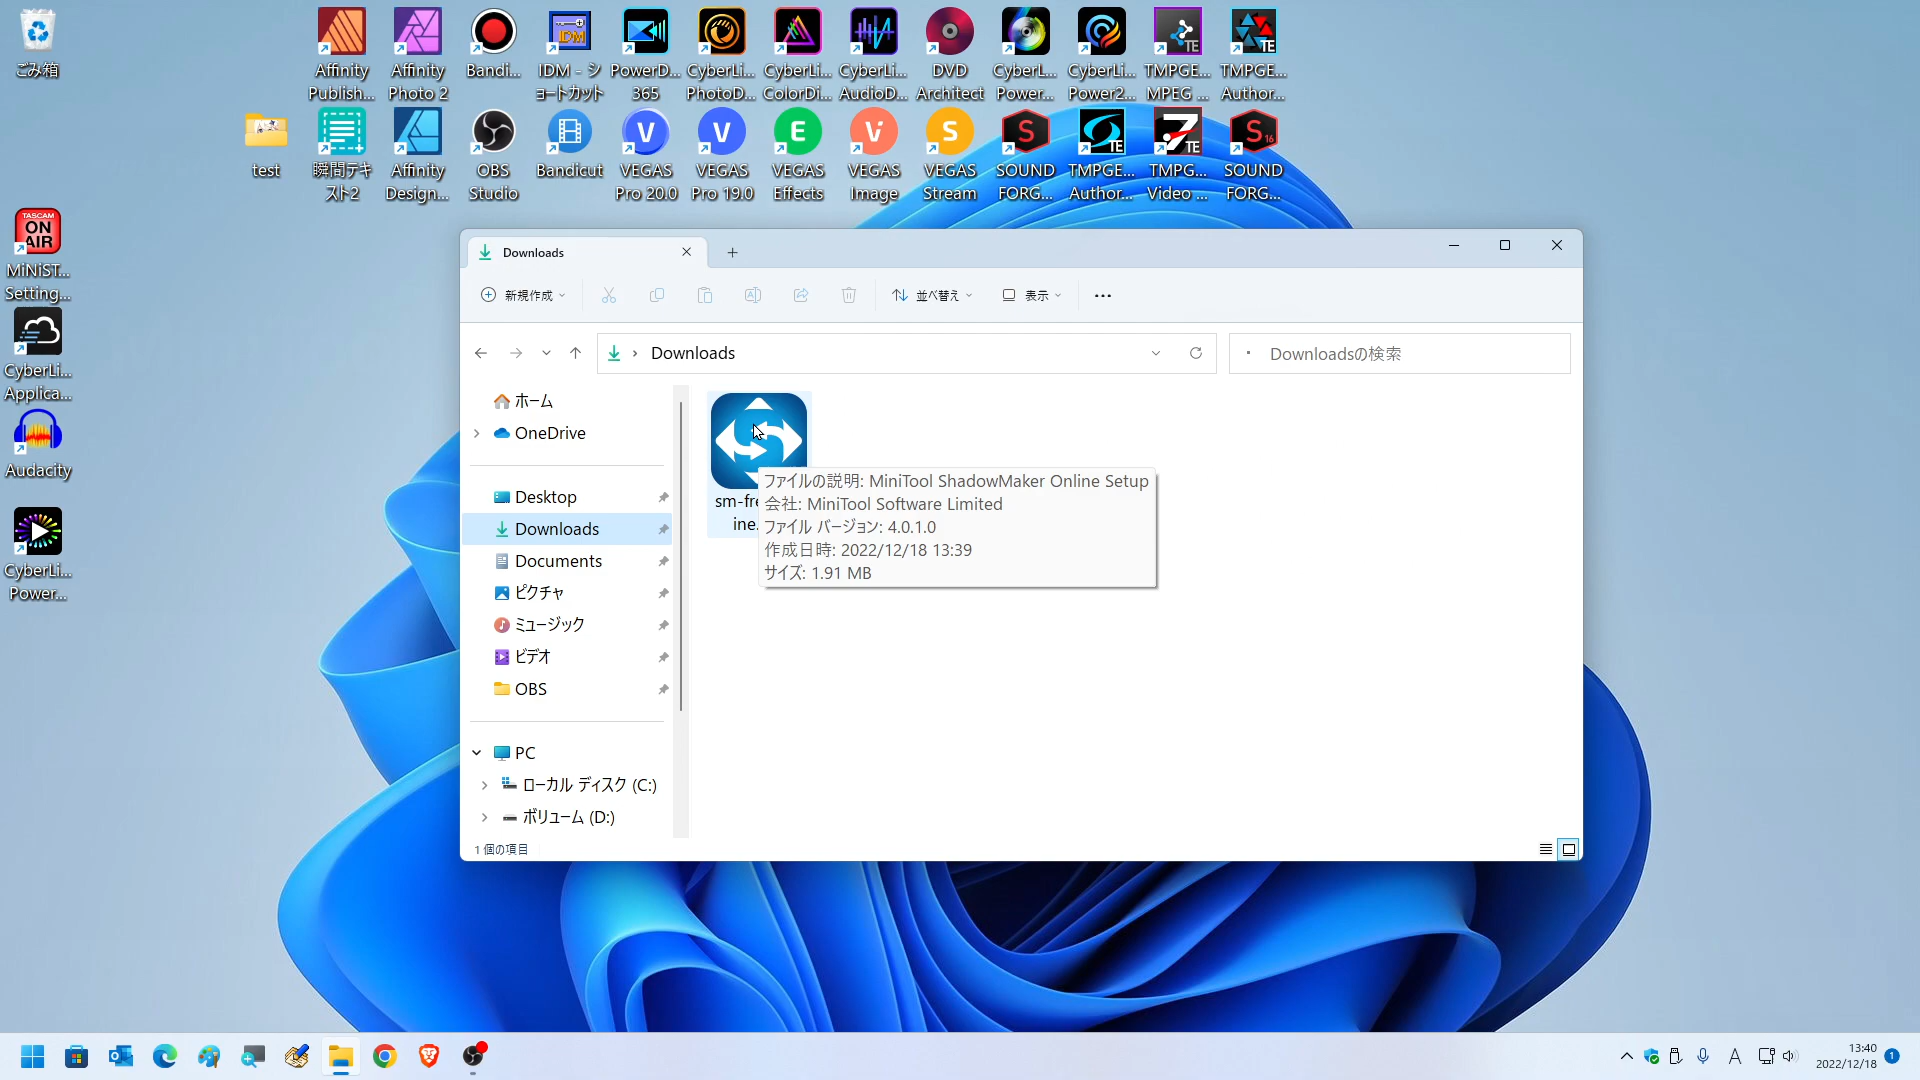 ごみ箱
Affinity
Publish...
Affinity
Photo 2
Bandi...
IDM - シ
ョートカット
PowerD...
365
CyberLi...
PhotoD...
CyberLi...
ColorDi...
CyberLi...
AudioD...
DVD
Architect
CyberL...
Power...
CyberLi...
Power2...
TMPGE...
MPEG ...
TMPGE...
Author...
test
瞬間テキ
スト2
Affinity
Design...
OBS
Studio
Bandicut
VEGAS
Pro 20.0
VEGAS
Pro 19.0
VEGAS
Effects
VEGAS
Image
VEGAS
Stream
SOUND
FORG...
TMPGE...
Author...
TMPG...
Video ...
SOUND
FORG...
TASCAM
ON
AIR
MiNiST...
Setting...
CyberLi...
Applica...
Audacity
CyberLi...
Power...
Downloads
新規作成
並べ替え
表示
Downloads
Downloadsの検索
ホーム
OneDrive
Desktop
Downloads
Documents
ピクチャ
ミュージック
ビデオ
OBS
PC
ローカル ディスク (C:)
ボリューム (D:)
sm-fre
ine.
ファイルの説明: MiniTool ShadowMaker Online Setup
会社: MiniTool Software Limited
ファイル バージョン: 4.0.1.0
作成日時: 2022/12/18 13:39
サイズ: 1.91 MB
1 個の項目
A
13:40
2022/12/18
1